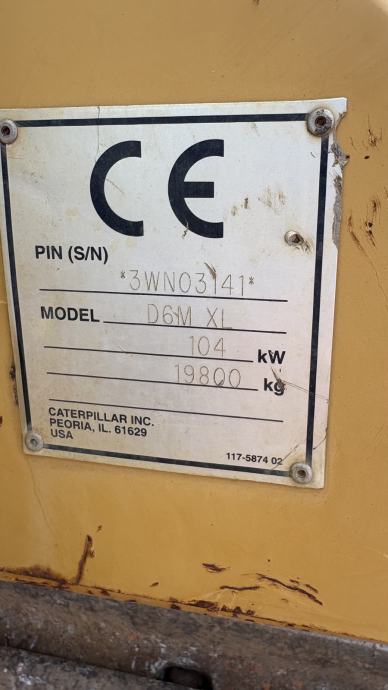 CE
PIN (S/N)
*3WN03141*
MODEL D6M XL
104 kW
19800 kg
CATERPILLAR INC.
PEORIA, IL. 61629
USA
117-5874 02